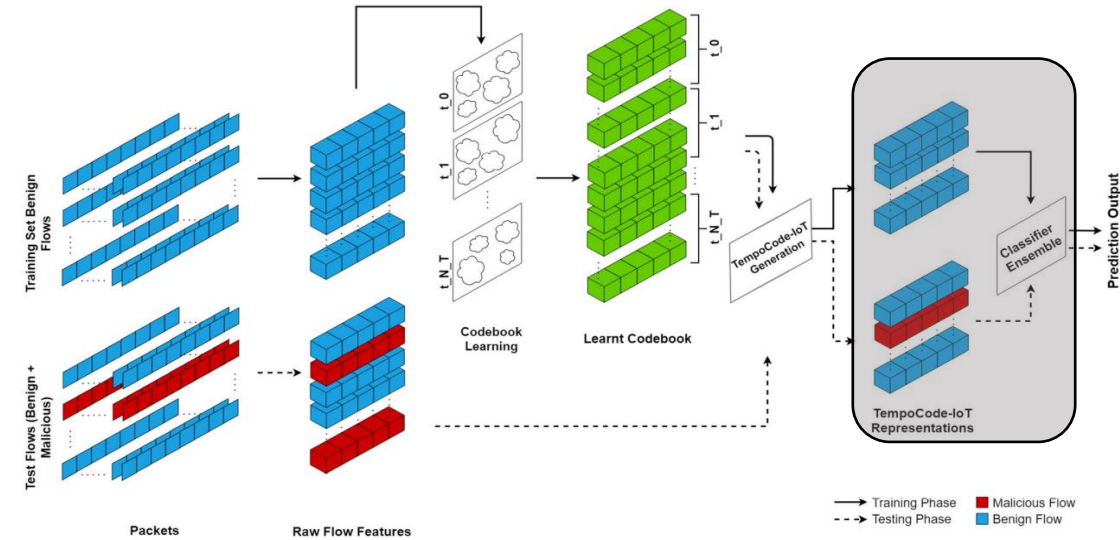 Training Set Benign
Flows
Test Flows (Benign +
Malicious)
Packets
Raw Flow Features
t_0
t_1
t_N_T
Codebook
Learning
t_0
t_1
t_N_T
Learnt Codebook
TempoCode-IoT
Generation
Classifier
Ensemble
TempoCode-IoT
Representations
Prediction Output
Training Phase
Testing Phase
Malicious Flow
Benign Flow